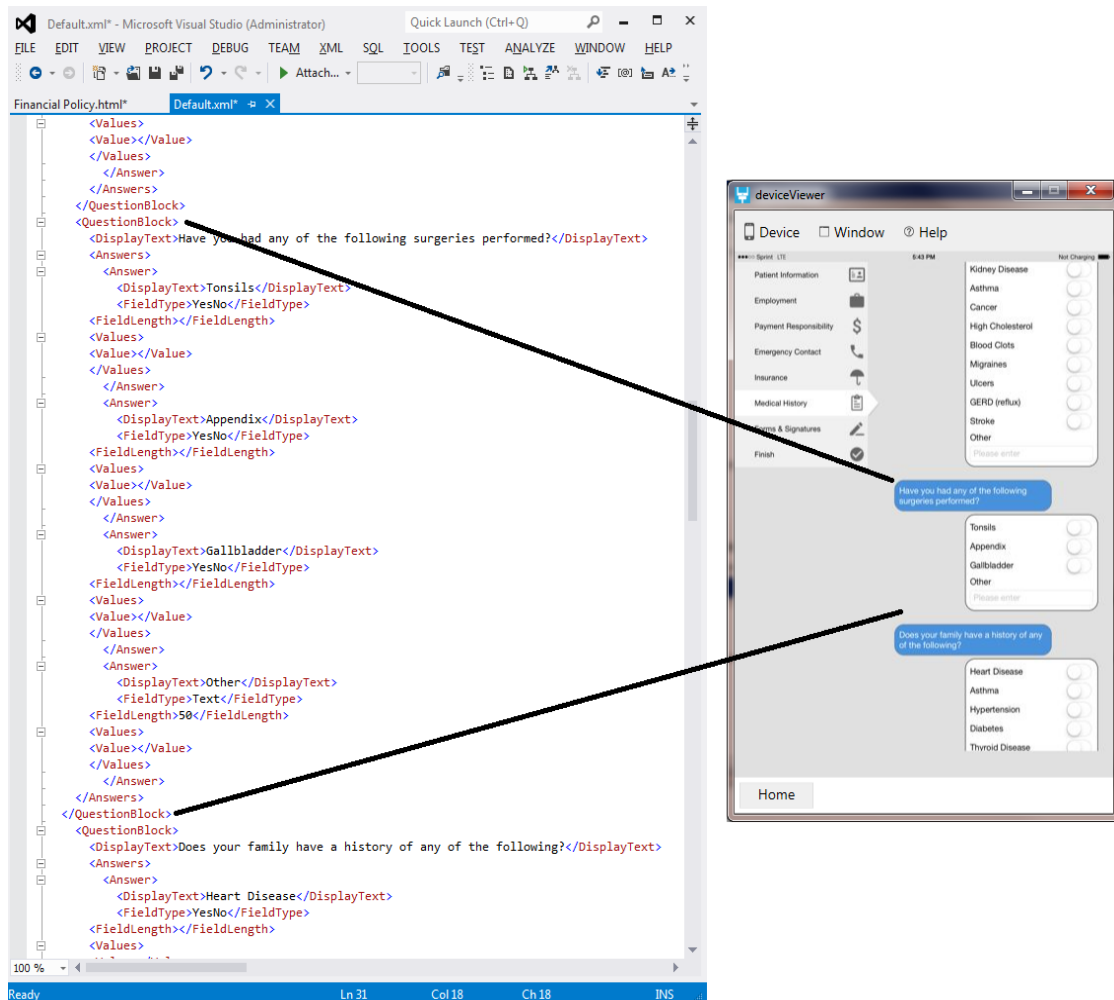 Default.xml* - Microsoft Visual Studio (Administrator)
Quick Launch (Ctrl+Q)
FILE EDIT VIEW PROJECT DEBUG TEAM XML SQL TOOLS TEST ANALYZE WINDOW HELP
Attach...
Financial Policy.html* Default.xml*
<Values>
<Value></Value>
</Values>
</Answer>
</Answers>
</QuestionBlock>
<QuestionBlock>
<DisplayText>Have you had any of the following surgeries performed?</DisplayText>
<Answers>
<Answer>
<DisplayText>Tonsils</DisplayText>
<FieldType>YesNo</FieldType>
<FieldLength></FieldLength>
<Values>
<Value></Value>
</Values>
</Answer>
<Answer>
<DisplayText>Appendix</DisplayText>
<FieldType>YesNo</FieldType>
<FieldLength></FieldLength>
<Values>
<Value></Value>
</Values>
</Answer>
<Answer>
<DisplayText>Gallbladder</DisplayText>
<FieldType>YesNo</FieldType>
<FieldLength></FieldLength>
<Values>
<Value></Value>
</Values>
</Answer>
<Answer>
<DisplayText>Other</DisplayText>
<FieldType>Text</FieldType>
<FieldLength>50</FieldLength>
<Values>
<Value></Value>
</Values>
</Answer>
</Answers>
</QuestionBlock>
<QuestionBlock>
<DisplayText>Does your family have a history of any of the following?</DisplayText>
<Answers>
<Answer>
<DisplayText>Heart Disease</DisplayText>
<FieldType>YesNo</FieldType>
<FieldLength></FieldLength>
<Values>
100 %
Ready Ln 31 Col 18 Ch 18 INS
deviceViewer
Device Window Help
Sprint LTE 5:43 PM Not Charging
Patient Information
Employment
Payment Responsibility
Emergency Contact
Insurance
Medical History
Forms & Signatures
Finish
Kidney Disease
Asthma
Cancer
High Cholesterol
Blood Clots
Migraines
Ulcers
GERD (reflux)
Stroke
Other
Please enter
Have you had any of the following
surgeries performed?
Tonsils
Appendix
Gallbladder
Other
Please enter
Does your family have a history of any
of the following?
Heart Disease
Asthma
Hypertension
Diabetes
Thyroid Disease
Home